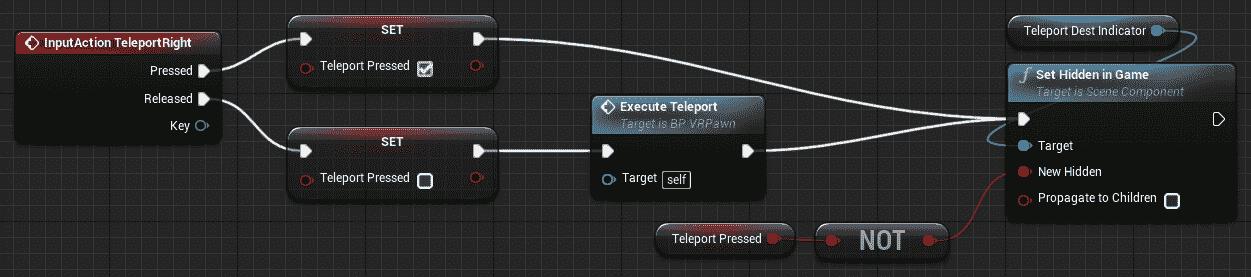 InputAction TeleportRight
Pressed
Released
Key
SET
Teleport Pressed
SET
Teleport Pressed
Execute Teleport
Target is BP VRPawn
Target self
Teleport Pressed
NOT
Teleport Dest Indicator
Set Hidden in Game
Target is Scene Component
Target
New Hidden
Propagate to Children